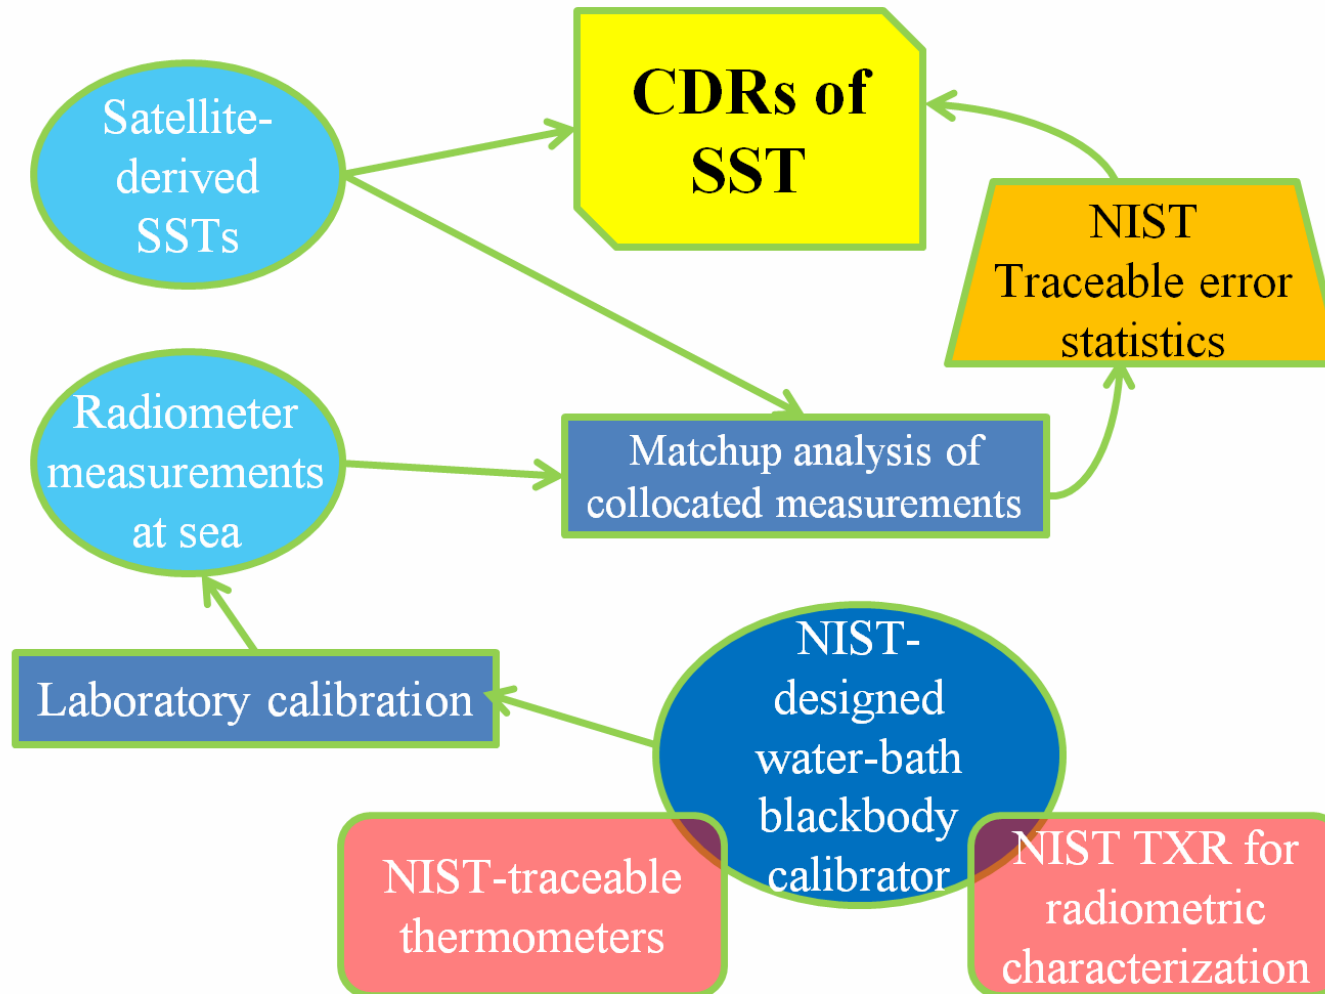 Satellite-
derived
SSTs
CDRs of
SST
NIST
Traceable error
statistics
Radiometer
measurements
at sea
Matchup analysis of
collocated measurements
Laboratory calibration
NIST-
designed
water-bath
blackbody
calibrator
NIST-traceable
thermometers
NIST TXR for
radiometric
characterization